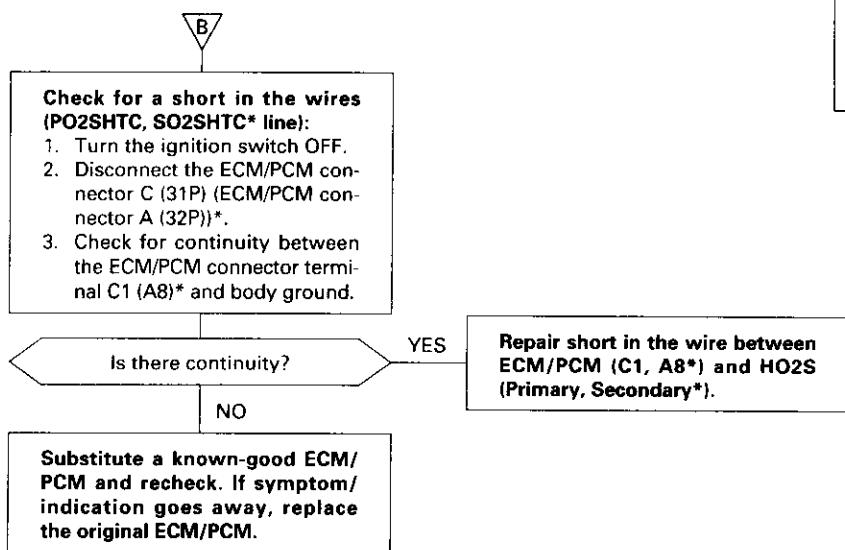 B
Check for a short in the wires
(PO2SHTC, SO2SHTC* line):
1. Turn the ignition switch OFF.
2. Disconnect the ECM/PCM con-
nector C (31P) (ECM/PCM con-
nector A (32P))*.
3. Check for continuity between
the ECM/PCM connector termi-
nal C1 (A8)* and body ground.
Is there continuity?
YES
Repair short in the wire between
ECM/PCM (C1, A8*) and HO2S
(Primary, Secondary*).
NO
Substitute a known-good ECM/
PCM and recheck. If symptom/
indication goes away, replace
the original ECM/PCM.